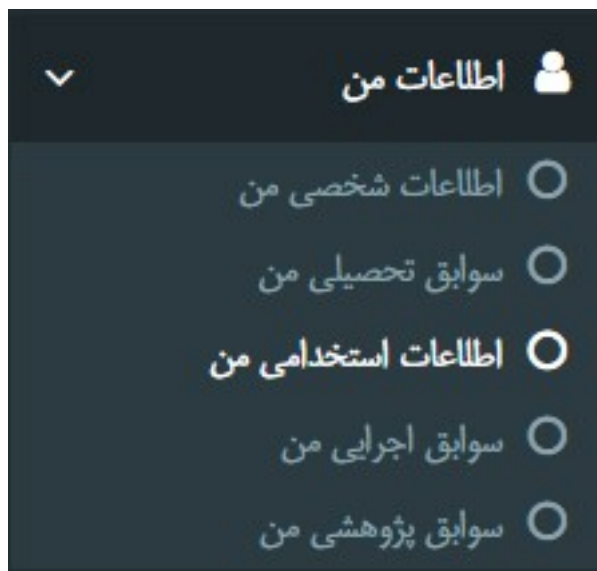 اطلاعات من
اطلاعات شخصی من
سوابق تحصیلی من
اطلاعات استخدامی من
سوابق اجرایی من
سوابق پژوهشی من